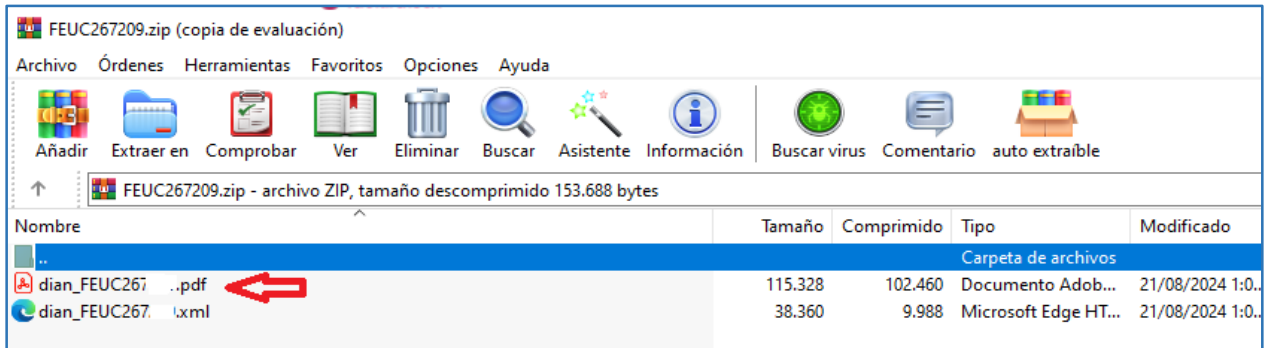 FEUC267209.zip (copia de evaluación)
Archivo Órdenes Herramientas Favoritos Opciones Ayuda
Añadir Extraer en Comprobar Ver Eliminar Buscar Asistente Información Buscar virus Comentario auto extraíble
FEUC267209.zip - archivo ZIP, tamaño descomprimido 153.688 bytes
Nombre Tamaño Comprimido Tipo Modificado
.. Carpeta de archivos
dian_FEUC267 .pdf 115.328 102.460 Documento Adob... 21/08/2024 1:0..
dian_FEUC267 .xml 38.360 9.988 Microsoft Edge HT... 21/08/2024 1:0..